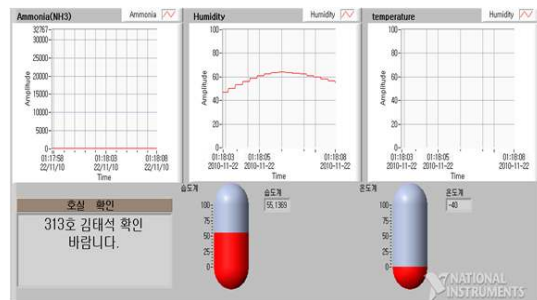 Ammonia(NH3)
Ammonia
32767
30000
25000
20000
15000
10000
5000
0
Amplitude
01:17:58
22/11/10
01:18:03
22/11/10
01:18:08
22/11/10
Time
Humidity
Humidity
100
80
60
40
20
0
Amplitude
01:18:03
2010-11-22
01:18:05
2010-11-22
01:18:08
2010-11-22
Time
temperature
Humidity
100
80
60
40
20
0
Amplitude
01:18:03
2010-11-22
01:18:05
2010-11-22
01:18:08
2010-11-22
Time
호실 확인
313호 김태석 확인
바랍니다.
습도계
100
75
50
25
0
습도계
55,1369
온도계
100
75
50
25
0
온도계
-40
NATIONAL
INSTRUMENTS